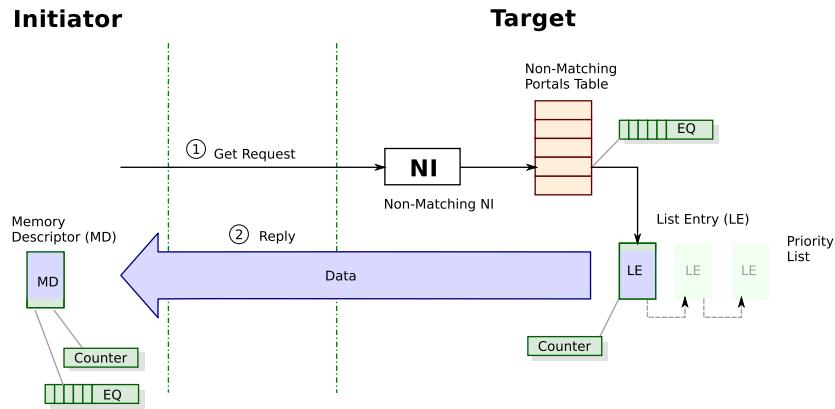 Initiator
Target
Non-Matching
Portals Table
EQ
1
Get Request
NI
Non-Matching NI
Memory
Descriptor (MD)
List Entry (LE)
Priority
List
2
Reply
MD
Data
LE
LE
LE
Counter
Counter
EQ